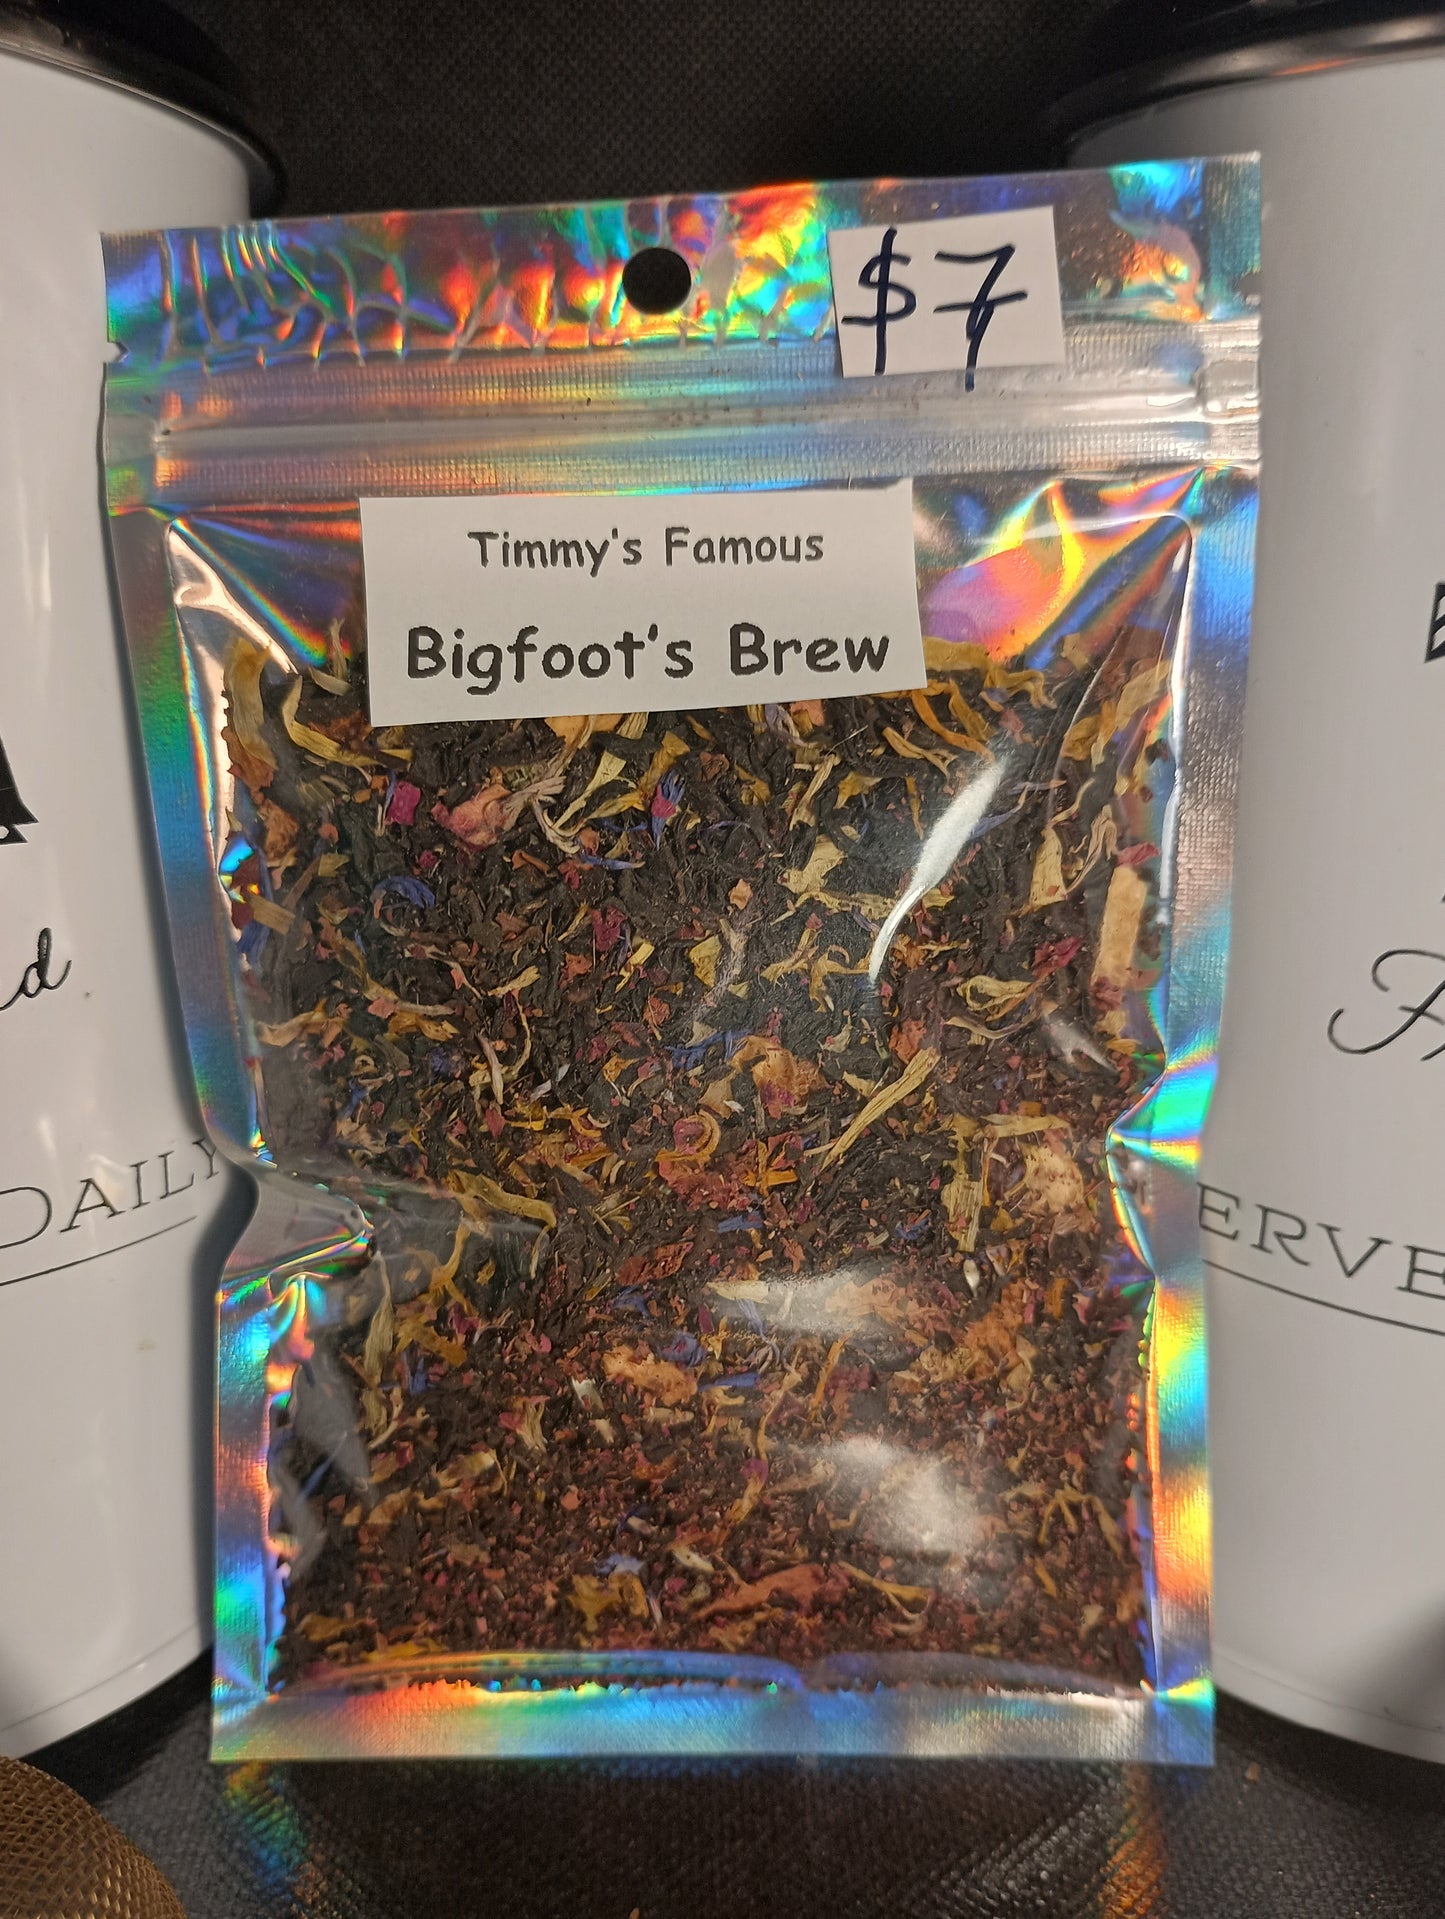 $7
Timmy's Famous
Bigfoot's Brew
DAILY
ERVE